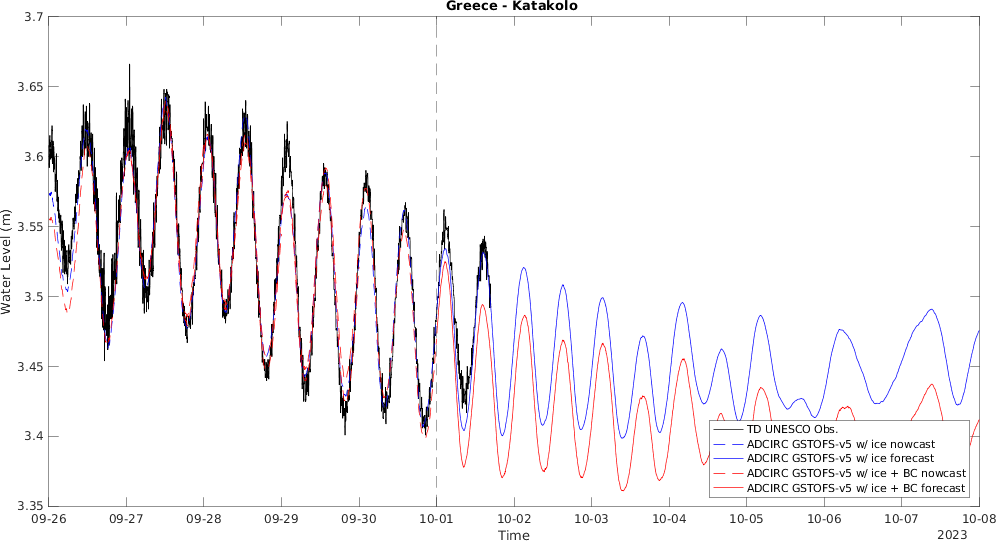 Greece - Katakolo
3.7
3.65
3.6
3.55
3.5
3.45
3.4
3.35
Water Level (m)
TD UNESCO Obs.
ADCIRC GSTOFS-v5 w/ ice nowcast
ADCIRC GSTOFS-v5 w/ ice forecast
ADCIRC GSTOFS-v5 w/ ice + BC nowcast
ADCIRC GSTOFS-v5 w/ ice + BC forecast
09-26 09-27 09-28 09-29 09-30 10-01 10-02 10-03 10-04 10-05 10-06 10-07 10-08
Time
2023